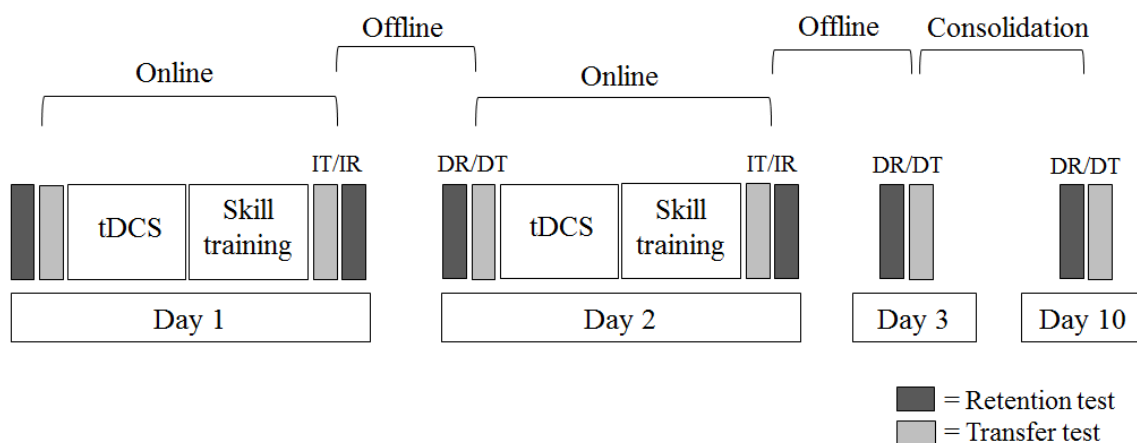 Offline
Offline
Consolidation
Online
Online
IT/IR
DR/DT
IT/IR
DR/DT
DR/DT
tDCS
Skill
training
tDCS
Skill
training
Day 1
Day 2
Day 3
Day 10
= Retention test
= Transfer test